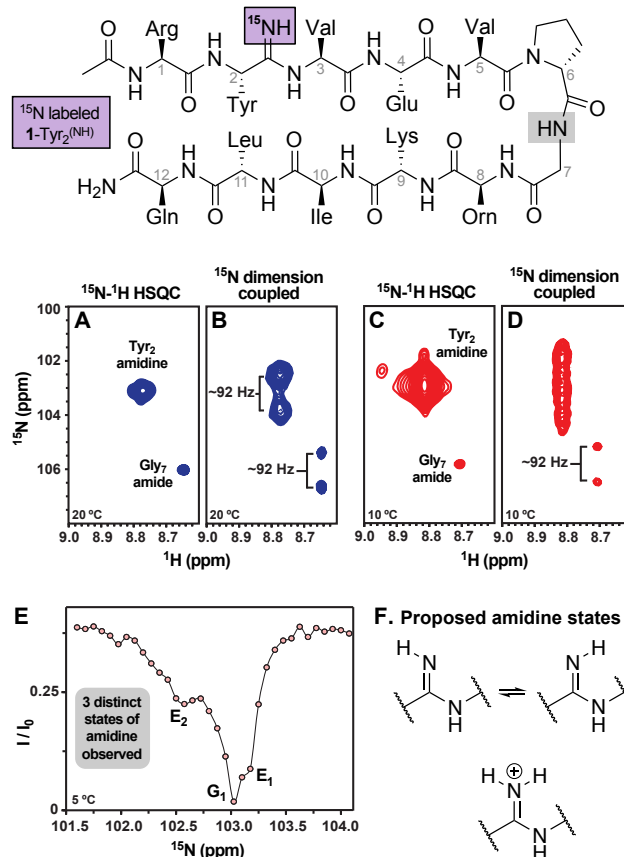 Arg
¹⁵NH
Val
Val
O
N
H
1
O
H
N
2
N
H
3
O
H
N
4
O
N
H
5
O
N
6
Tyr
Glu
O
¹⁵N labeled
1-Tyr₂(NH)
HN
Leu
Lys
O
H
N
O
H
N
O
H
N
7
H₂N
12
O
N
H
11
10
O
N
H
9
O
8
O
Gln
Ile
Orn
¹⁵N-¹H HSQC
¹⁵N dimension
coupled
¹⁵N-¹H HSQC
¹⁵N dimension
coupled
100
102
104
106
¹⁵N (ppm)
A
Tyr₂
amidine
Gly₇
amide
20 ºC
B
~92 Hz
~92 Hz
20 ºC
C
Tyr₂
amidine
Gly₇
amide
10 ºC
D
~92 Hz
10 ºC
9.0 8.9 8.8 8.7
9.0 8.9 8.8 8.7
9.0 8.9 8.8 8.7
9.0 8.9 8.8 8.7
¹H (ppm)
¹H (ppm)
E
I / I₀
0.25
0
3 distinct
states of
amidine
observed
E₂
G₁
E₁
5 ºC
101.5 102.0 102.5 103.0 103.5 104.0
¹⁵N (ppm)
F. Proposed amidine states
H
N
N
H
⇌
N
H
N
H
H
N
⊕
H
N
H